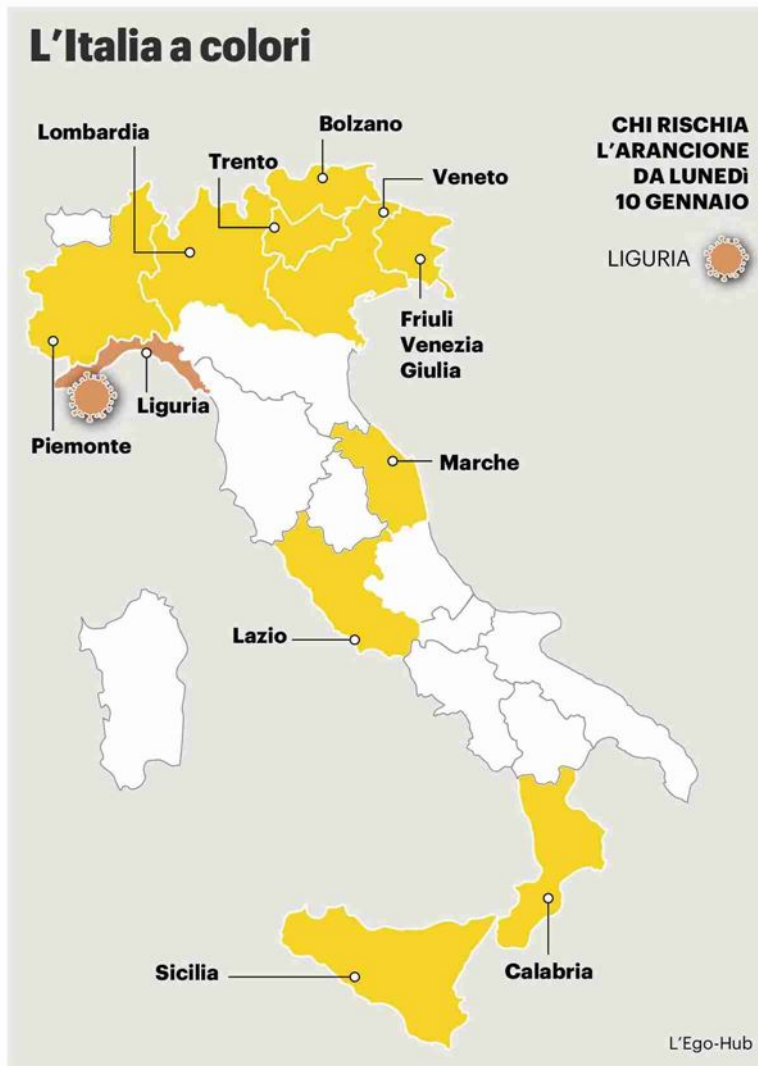 L'Italia a colori
CHI RISCHIA
L'ARANCIONE
DA LUNEDì
10 GENNAIO
LIGURIA
Bolzano
Lombardia
Trento
Veneto
Friuli
Venezia
Giulia
Liguria
Piemonte
Marche
Lazio
Sicilia
Calabria
L'Ego-Hub